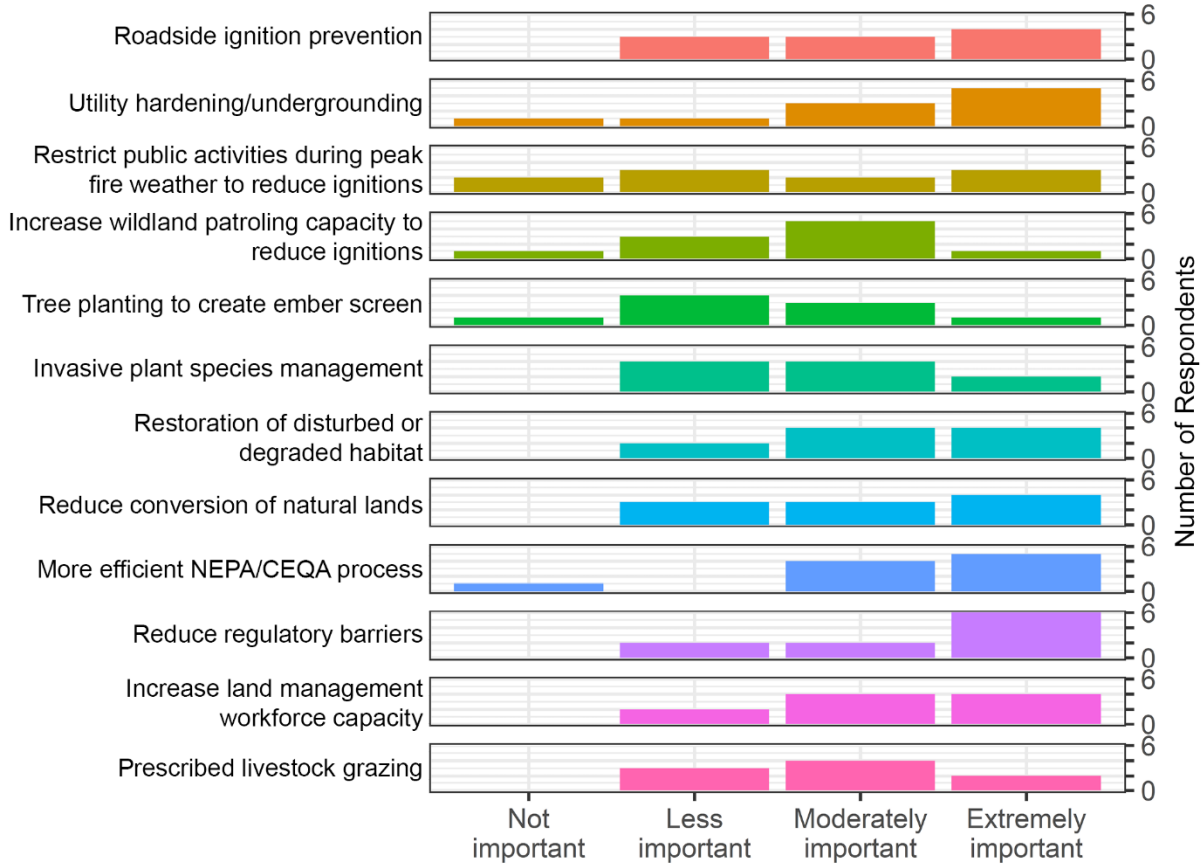 Roadside ignition prevention
6
0
Utility hardening/undergrounding
6
0
Restrict public activities during peak
fire weather to reduce ignitions
6
0
Increase wildland patroling capacity to
reduce ignitions
6
0
Tree planting to create ember screen
6
0
Invasive plant species management
6
0
Restoration of disturbed or
degraded habitat
6
0
Reduce conversion of natural lands
6
0
More efficient NEPA/CEQA process
6
0
Reduce regulatory barriers
6
0
Increase land management
workforce capacity
6
0
Prescribed livestock grazing
6
0
Number of Respondents
Not
important
Less
important
Moderately
important
Extremely
important